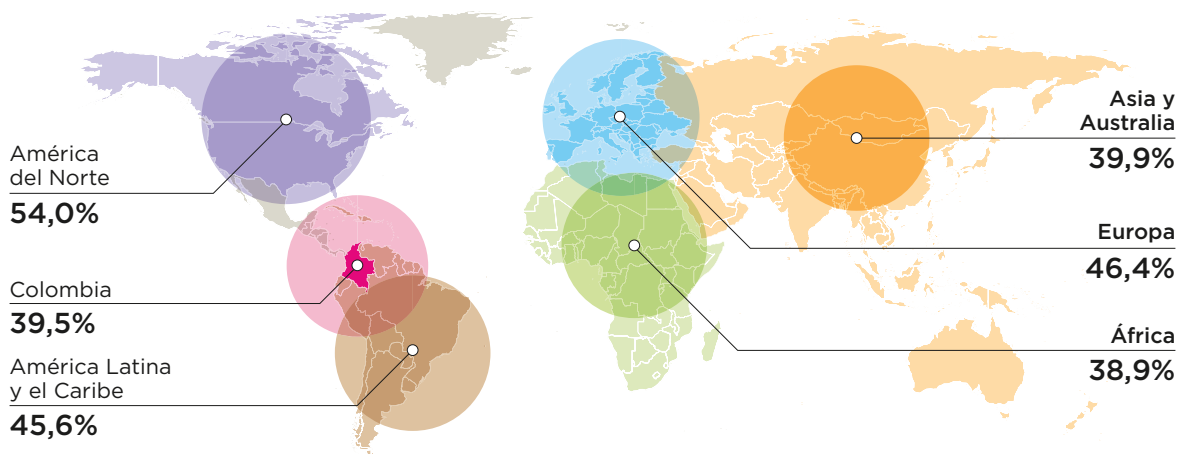 América
del Norte
54,0%
Colombia
39,5%
América Latina
y el Caribe
45,6%
Asia y
Australia
39,9%
Europa
46,4%
África
38,9%